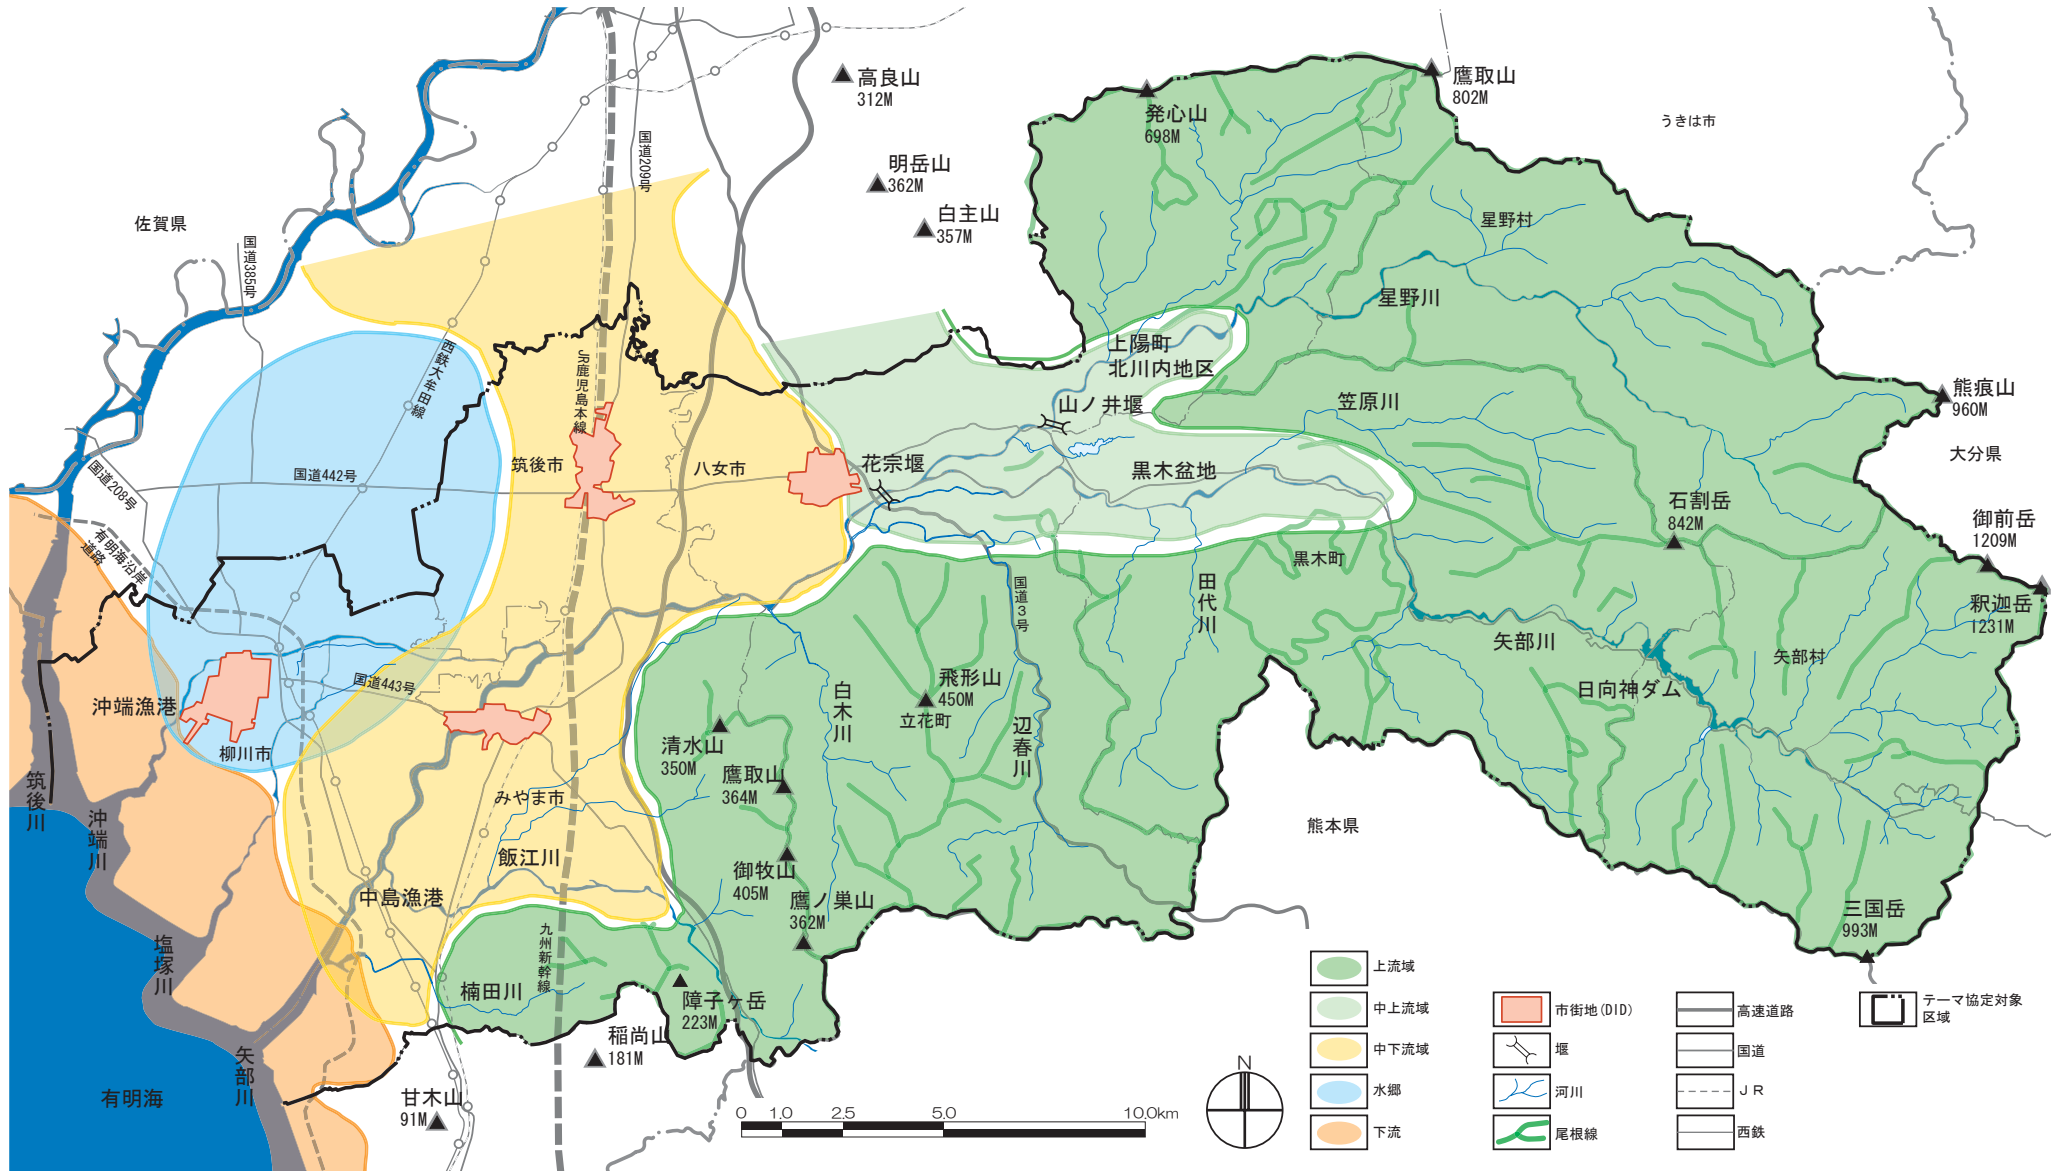 高良山
312M
鷹取山
802M
発心山
698M
うきは市
国道209号
明岳山
362M
白主山
357M
佐賀県
国道385号
星野村
星野川
西鉄大牟田線
JR鹿児島本線
上陽町
北川内地区
山ノ井堰
笠原川
熊痕山
960M
大分県
国道442号
国道208号
筑後市
八女市
花宗堰
黒木盆地
石割岳
842M
御前岳
1209M
有明海沿岸
道路
国道3号
田代川
黒木町
釈迦岳
1231M
矢部川
矢部村
日向神ダム
国道443号
沖端漁港
柳川市
白木川
飛形山
450M
立花町
辺春川
清水山
350M
鷹取山
364M
みやま市
筑後川
沖端川
飯江川
熊本県
御牧山
405M
鷹ノ巣山
362M
中島漁港
三国岳
993M
塩塚川
九州新幹線
楠田川
障子ヶ岳
223M
稲尚山
181M
矢部川
有明海
甘木山
91M
0 1.0 2.5 5.0 10.0km
N
上流域
中上流域
中下流域
水郷
下流
市街地(DID)
堰
河川
尾根線
高速道路
国道
JR
西鉄
テーマ協定対象
区域